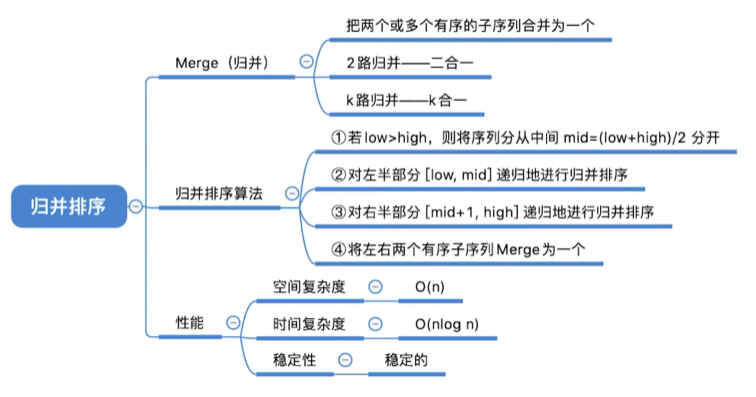 归并排序
Merge（归并）
把两个或多个有序的子序列合并为一个
2路归并——二合一
k路归并——k合一
归并排序算法
①若low>high，则将序列分从中间 mid=(low+high)/2 分开
②对左半部分 [low, mid] 递归地进行归并排序
③对右半部分 [mid+1, high] 递归地进行归并排序
④将左右两个有序子序列Merge为一个
性能
空间复杂度
O(n)
时间复杂度
O(nlog n)
稳定性
稳定的